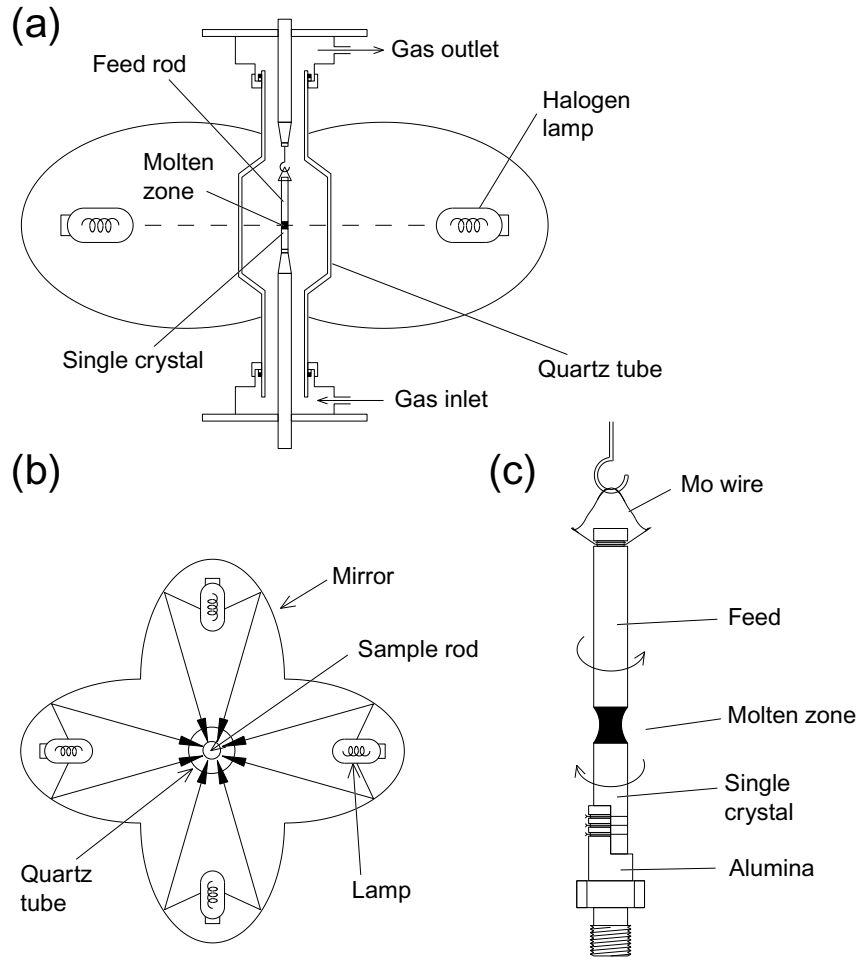 (a)
Gas outlet
Feed rod
Halogen
lamp
Molten
zone
Single crystal
Quartz tube
Gas inlet
(b)
Mirror
Sample rod
Quartz
tube
Lamp
(c)
Mo wire
Feed
Molten zone
Single
crystal
Alumina